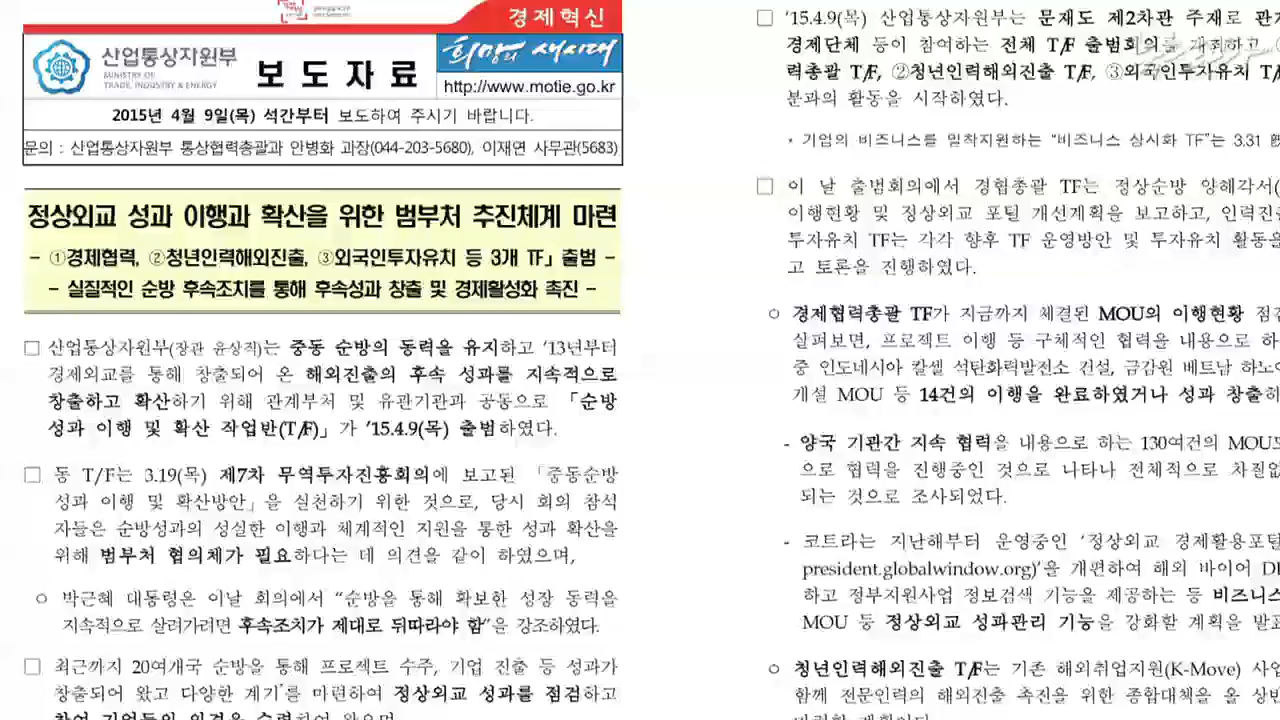 경제혁신
산업통상자원부
MINISTRY OF
TRADE, INDUSTRY & ENERGY
보도자료
희망의 새시대
http://www.motie.go.kr
2015년 4월 9일(목) 석간부터 보도하여 주시기 바랍니다.
문의 : 산업통상자원부 통상협력총괄과 안병화 과장(044-203-5680), 이재연 사무관(5683)
정상외교 성과 이행과 확산을 위한 범부처 추진체계 마련
- ①경제협력, ②청년인력해외진출, ③외국인투자유치 등 3개 TF」 출범 -
- 실질적인 순방 후속조치를 통해 후속성과 창출 및 경제활성화 촉진 -
□ 산업통상자원부(장관 윤상직)는 중동 순방의 동력을 유지하고 '13년부터
경제외교를 통해 창출되어 온 해외진출의 후속 성과를 지속적으로
창출하고 확산하기 위해 관계부처 및 유관기관과 공동으로 「순방
성과 이행 및 확산 작업반(T/F)」가 '15.4.9(목) 출범하였다.
□ 동 T/F는 3.19(목) 제7차 무역투자진흥회의에 보고된 「중동순방
성과 이행 및 확산방안」을 실천하기 위한 것으로, 당시 회의 참석
자들은 순방성과의 성실한 이행과 체계적인 지원을 통한 성과 확산을
위해 범부처 협의체가 필요하다는 데 의견을 같이 하였으며,
ㅇ 박근혜 대통령은 이날 회의에서 "순방을 통해 확보한 성장 동력을
지속적으로 살려가려면 후속조치가 제대로 뒤따라야 함"을 강조하였다.
□ 최근까지 20여개국 순방을 통해 프로젝트 수주, 기업 진출 등 성과가
창출되어 왔고 다양한 계기*를 마련하여 정상외교 성과를 점검하고
참여 기업들의 의견을 수렴하여 왔으며
□ '15.4.9(목) 산업통상자원부는 문재도 제2차관 주재로
경제단체 등이 참여하는 전체 T/F 출범회의를 개최하고
력총괄 T/F, ②청년인력해외진출 T/F, ③외국인투자유치 T/F
분과의 활동을 시작하였다.
* 기업의 비즈니스를 밀착지원하는 "비즈니스 상시화 TF"는 3.31
□ 이 날 출범회의에서 경협총괄 TF는 정상순방 양해각서(
이행현황 및 정상외교 포털 개선계획을 보고하고, 인력진
투자유치 TF는 각각 향후 TF 운영방안 및 투자유치 활동을
고 토론을 진행하였다.
ㅇ 경제협력총괄 TF가 지금까지 체결된 MOU의 이행현황 점검
살펴보면, 프로젝트 이행 등 구체적인 협력을 내용으로 하
중 인도네시아 칼셀 석탄화력발전소 건설, 금감원 베트남 하노이
개설 MOU 등 14건의 이행을 완료하였거나 성과 창출하
- 양국 기관간 지속 협력을 내용으로 하는 130여건의 MOU도
으로 협력을 진행중인 것으로 나타나 전체적으로 차질없
되는 것으로 조사되었다.
- 코트라는 지난해부터 운영중인 '정상외교 경제활용포털
president.globalwindow.org)'을 개편하여 해외 바이어 DB
하고 정부지원사업 정보검색 기능을 제공하는 등 비즈니스
MOU 등 정상외교 성과관리 기능을 강화할 계획을 발표
ㅇ 청년인력해외진출 T/F는 기존 해외취업지원(K-Move) 사업
함께 전문인력의 해외진출 촉진을 위한 종합대책을 올 상반